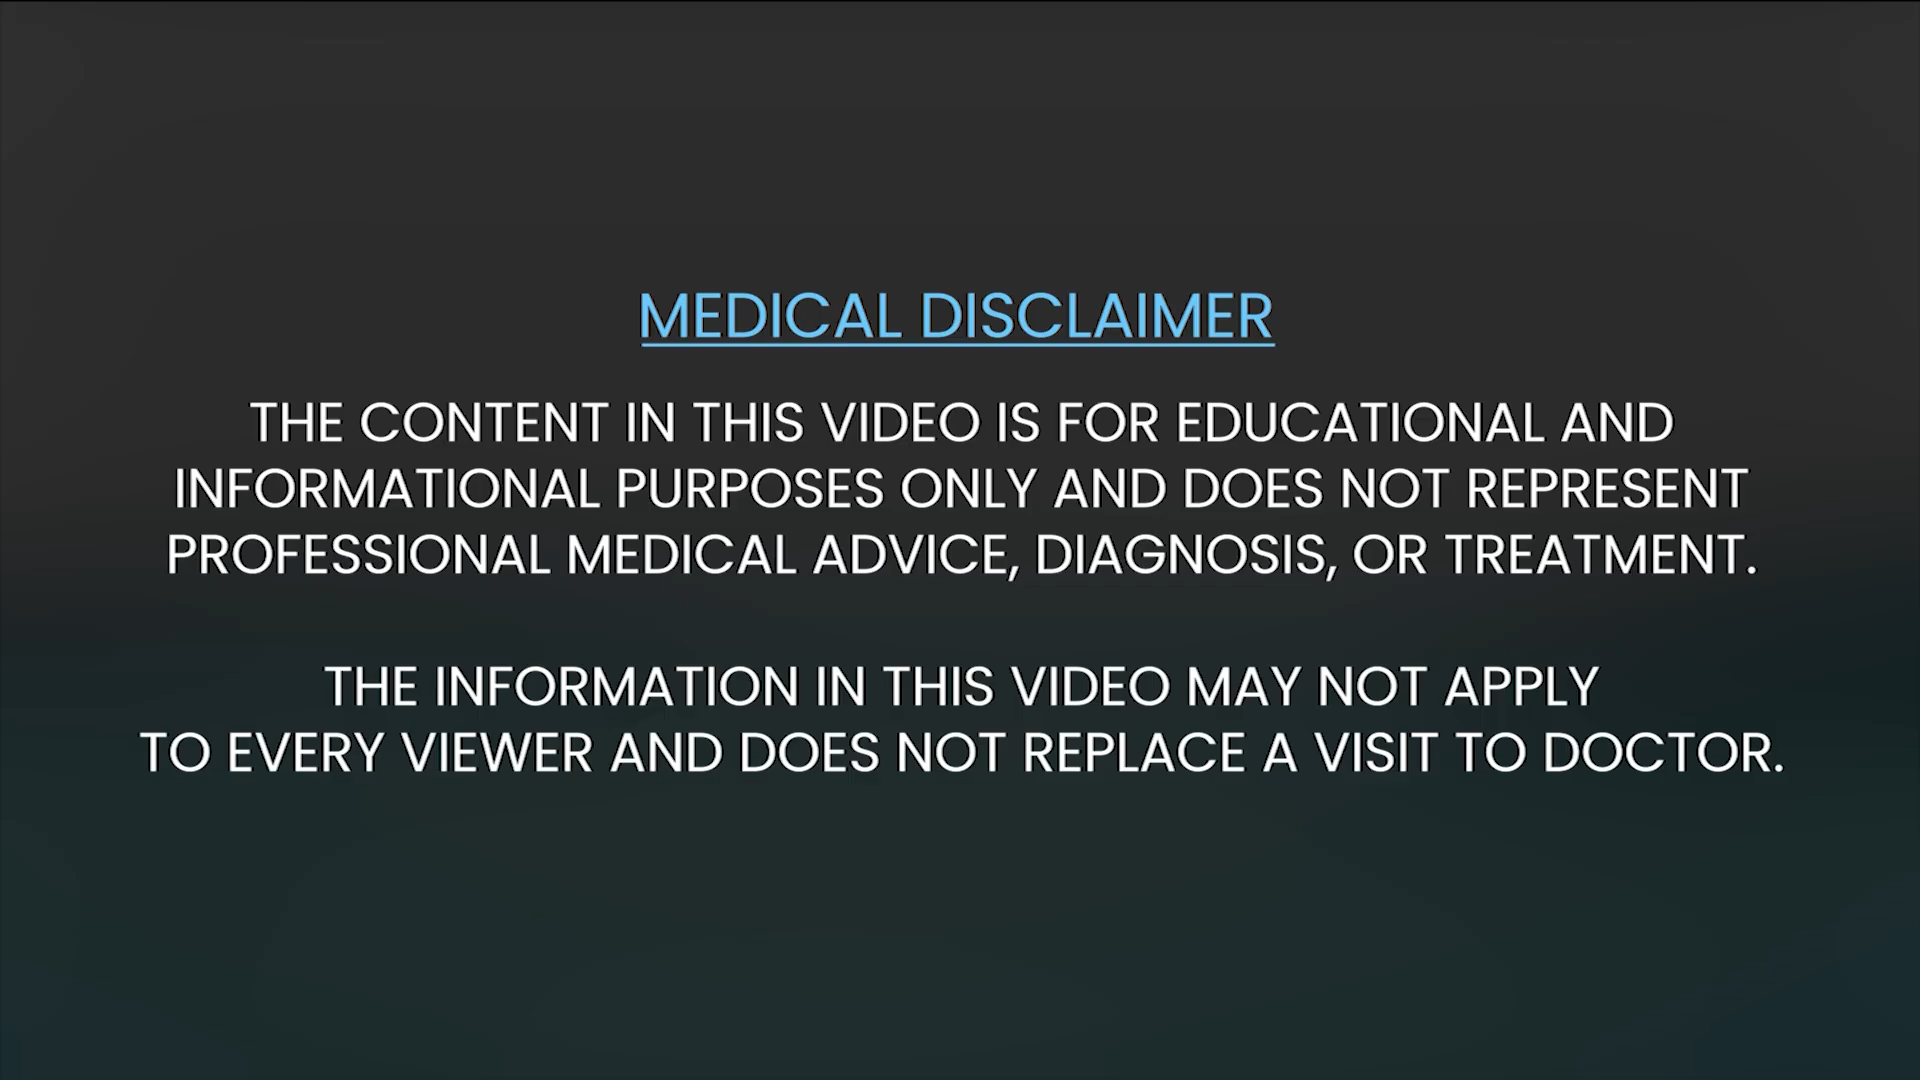 MEDICAL DISCLAIMER
THE CONTENT IN THIS VIDEO IS FOR EDUCATIONAL AND
INFORMATIONAL PURPOSES ONLY AND DOES NOT REPRESENT
PROFESSIONAL MEDICAL ADVICE, DIAGNOSIS, OR TREATMENT.
THE INFORMATION IN THIS VIDEO MAY NOT APPLY
TO EVERY VIEWER AND DOES NOT REPLACE A VISIT TO DOCTOR.